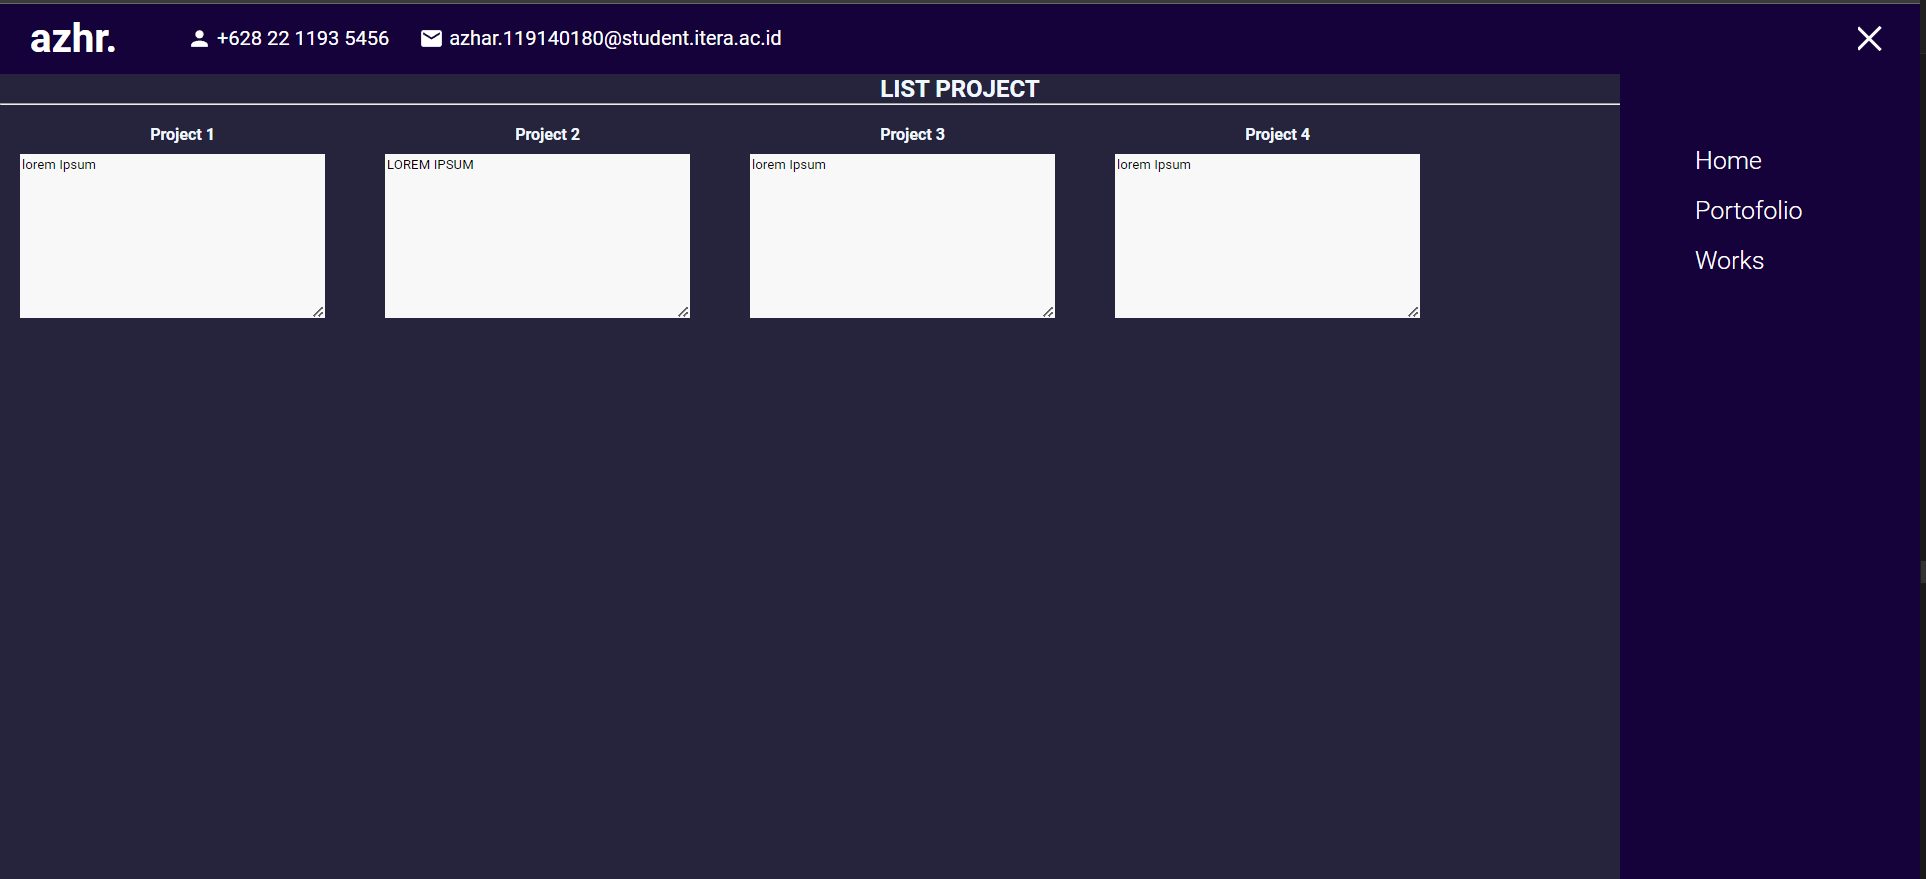 azhr.
+628 22 1193 5456
azhar.119140180@student.itera.ac.id
LIST PROJECT
Project 1
lorem Ipsum
Project 2
LOREM IPSUM
Project 3
lorem Ipsum
Project 4
lorem Ipsum
Home
Portofolio
Works